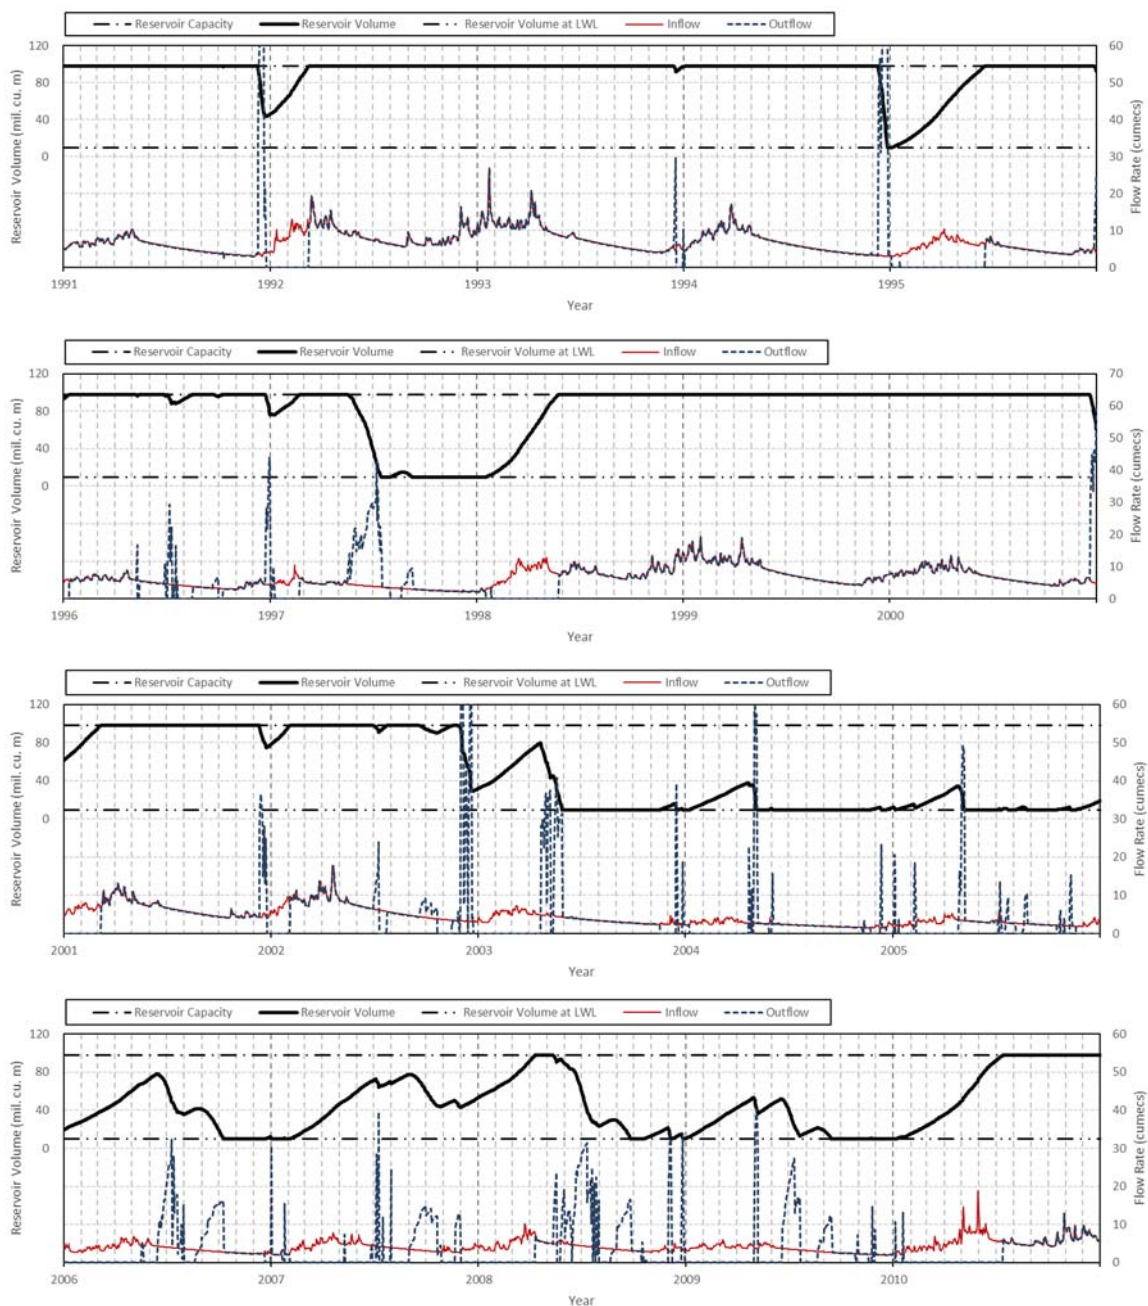 Reservoir Capacity Reservoir Volume Reservoir Volume at LWL Inflow Outflow
Reservoir Volume (mil. cu. m)
120
80
40
0
60
50
40
30
20
10
0
Flow Rate (cumecs)
1991 1992 1993 1994 1995
Year
Reservoir Capacity Reservoir Volume Reservoir Volume at LWL Inflow Outflow
Reservoir Volume (mil. cu. m)
120
80
40
0
70
60
50
40
30
20
10
0
Flow Rate (cumecs)
1996 1997 1998 1999 2000
Year
Reservoir Capacity Reservoir Volume Reservoir Volume at LWL Inflow Outflow
Reservoir Volume (mil. cu. m)
120
80
40
0
60
50
40
30
20
10
0
Flow Rate (cumecs)
2001 2002 2003 2004 2005
Year
Reservoir Capacity Reservoir Volume Reservoir Volume at LWL Inflow Outflow
Reservoir Volume (mil. cu. m)
120
80
40
0
60
50
40
30
20
10
0
Flow Rate (cumecs)
2006 2007 2008 2009 2010
Year